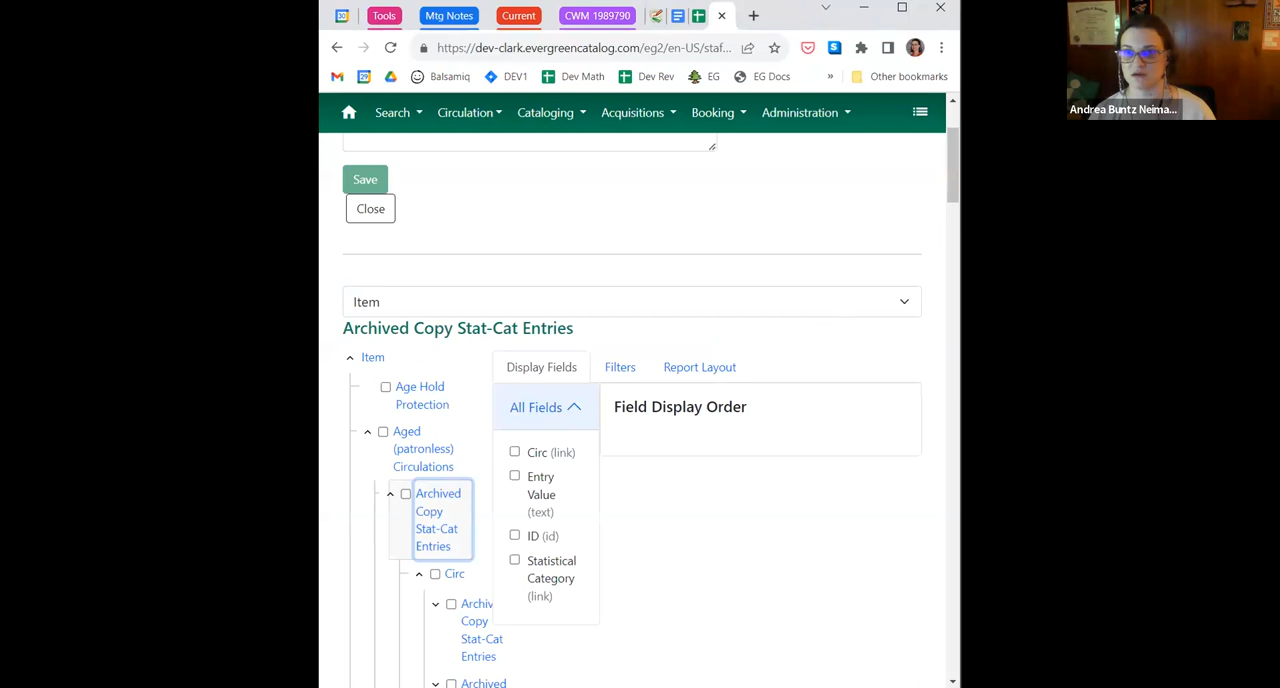 Tools
Mtg Notes
Current
CWM 1989790
https://dev-clark.evergreencatalog.com/eg2/en-US/staf...
Balsamiq
DEV1
Dev Math
Dev Rev
EG
EG Docs
»
Other bookmarks
Search
Circulation
Cataloging
Acquisitions
Booking
Administration
Save
Close
Item
Archived Copy Stat-Cat Entries
Item
Age Hold
Protection
Aged
(patronless)
Circulations
Archived
Copy
Stat-Cat
Entries
Circ
Archiv
Copy
Stat-Cat
Entries
Archived
Display Fields
Filters
Report Layout
All Fields
Field Display Order
Circ (link)
Entry
Value
(text)
ID (id)
Statistical
Category
(link)
Andrea Buntz Neima...